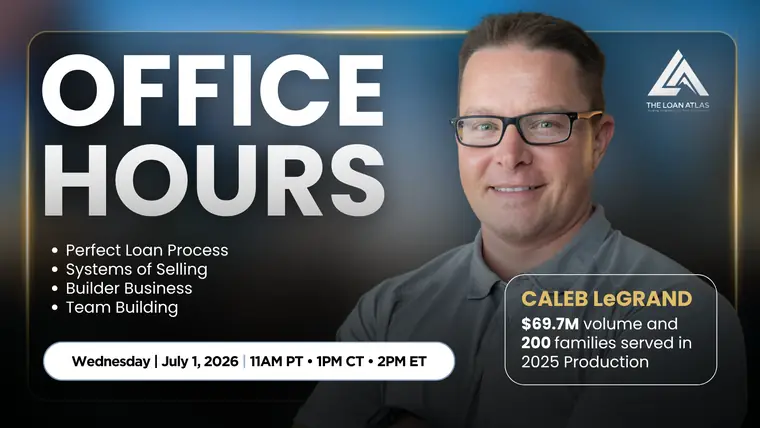 OFFICE
HOURS
THE LOAN ATLAS
• Perfect Loan Process
• Systems of Selling
• Builder Business
• Team Building
CALEB LeGRAND
$69.7M volume and
200 families served in
2025 Production
Wednesday | July 1, 2026 | 11AM PT • 1PM CT • 2PM ET